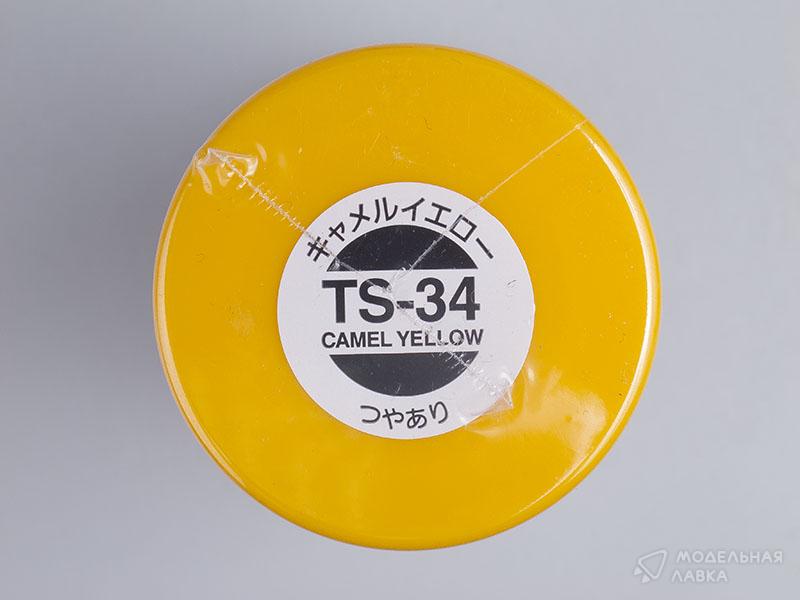 キャメルイエロー
TS-34
CAMEL YELLOW
つやあり
МОДЕЛЬНАЯ
ЛАВКА